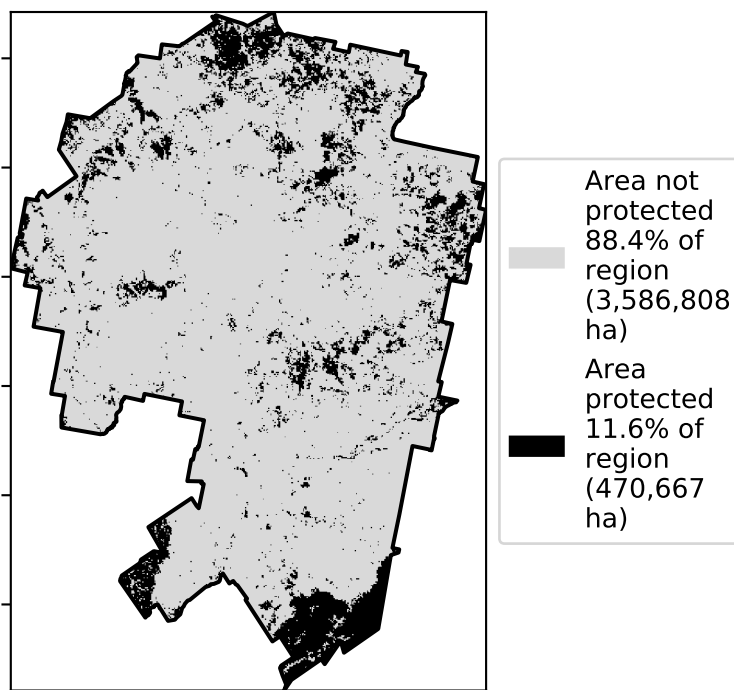 Area not
protected
88.4% of
region
(3,586,808
ha)
Area
protected
11.6% of
region
(470,667
ha)